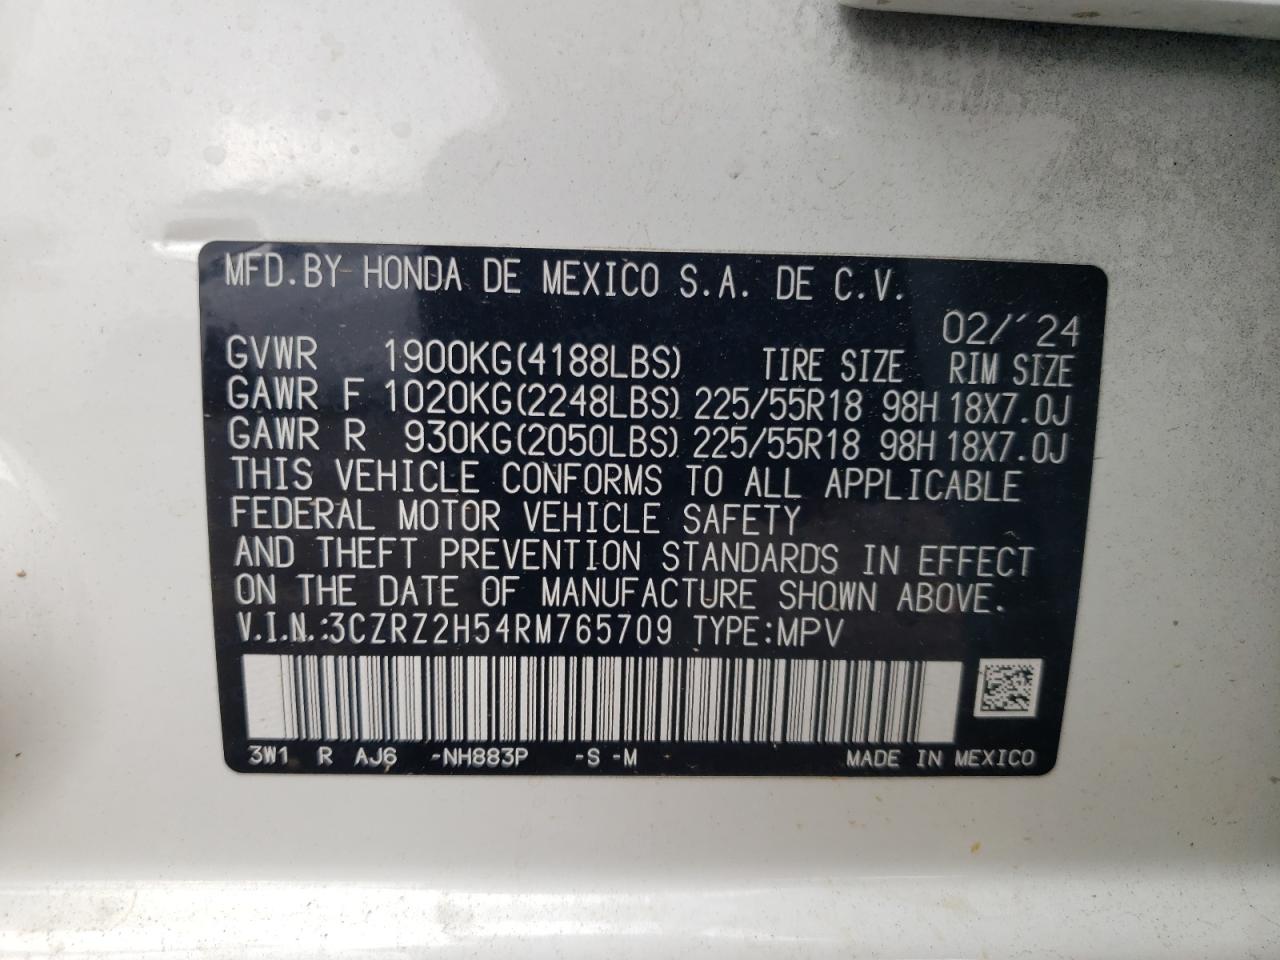 MFD.BY HONDA DE MEXICO S.A. DE C.V.
02/´24
GVWR 1900KG(4188LBS) TIRE SIZE RIM SIZE
GAWR F 1020KG(2248LBS) 225/55R18 98H 18X7.0J
GAWR R 930KG(2050LBS) 225/55R18 98H 18X7.0J
THIS VEHICLE CONFORMS TO ALL APPLICABLE
FEDERAL MOTOR VEHICLE SAFETY
AND THEFT PREVENTION STANDARDS IN EFFECT
ON THE DATE OF MANUFACTURE SHOWN ABOVE.
V.I.N.:3CZRZ2H54RM765709 TYPE:MPV
3W1 R AJ6 -NH883P -S -M MADE IN MEXICO